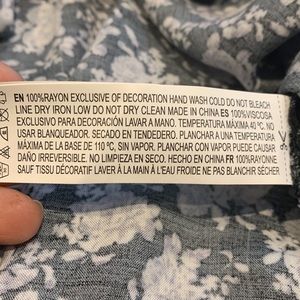 EN 100%RAYON EXCLUSIVE OF DECORATION HAND WASH COLD DO NOT BLEACH
LINE DRY IRON LOW DO NOT DRY CLEAN MADE IN CHINA ES 100%VISCOSA
EXCLUSIVO PARA DECORACIÓN LAVAR A MANO. TEMPERATURA MÁXIMA 40 ºC. NO
USAR BLANQUEADOR. SECADO EN TENDEDERO. PLANCHAR A UNA TEMPERATURA
MÁXIMA DE LA BASE DE 110 ºC, SIN VAPOR. PLANCHAR CON VAPOR PUEDE CAUSAR
DAÑO IRREVERSIBLE. NO LIMPIEZA EN SECO. HECHO EN CHINA FR 100%RAYONNE
SAUF TISSU DÉCORATIF LAVER À LA MAIN À L'EAU FROIDE NE PAS BLANCHIR SÉCHER